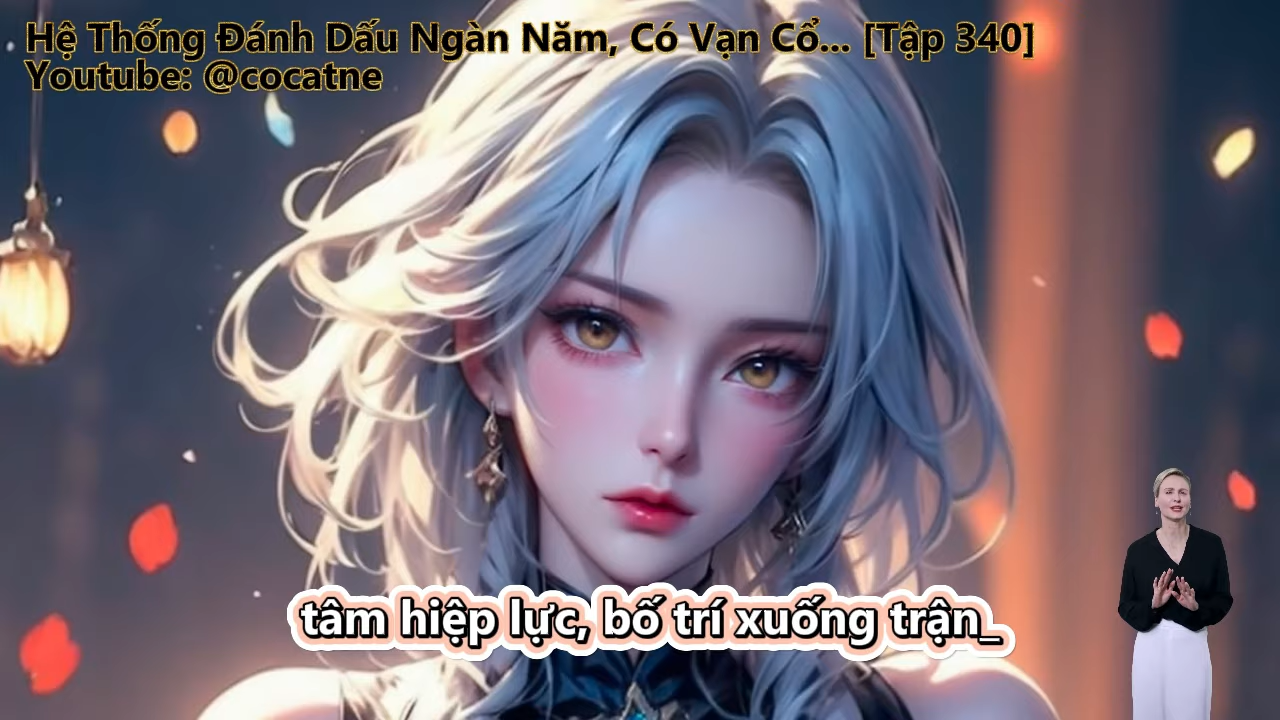 Hệ Thống Đánh Dấu Ngàn Năm, Có Vạn Cổ... [Tập 340]
Youtube: @cocatne
tâm hiệp lực, bố trí xuống trận_